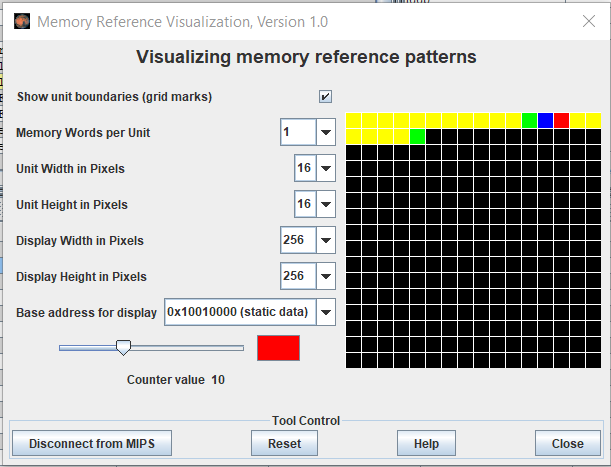 Memory Reference Visualization, Version 1.0
Visualizing memory reference patterns
Show unit boundaries (grid marks)
Memory Words per Unit 1
Unit Width in Pixels 16
Unit Height in Pixels 16
Display Width in Pixels 256
Display Height in Pixels 256
Base address for display 0x10010000 (static data)
Counter value 10
Tool Control
Disconnect from MIPS Reset Help Close